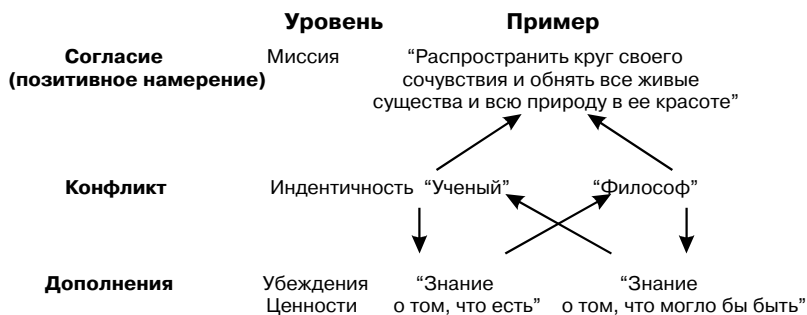 Уровень Пример
Согласие Миссия “Распространить круг своего
(позитивное намерение) сочувствия и обнять все живые
существа и всю природу в ее красоте”
Конфликт Индентичность “Ученый” “Философ”
Дополнения Убеждения “Знание “Знание
Ценности о том, что есть” о том, что могло бы быть”